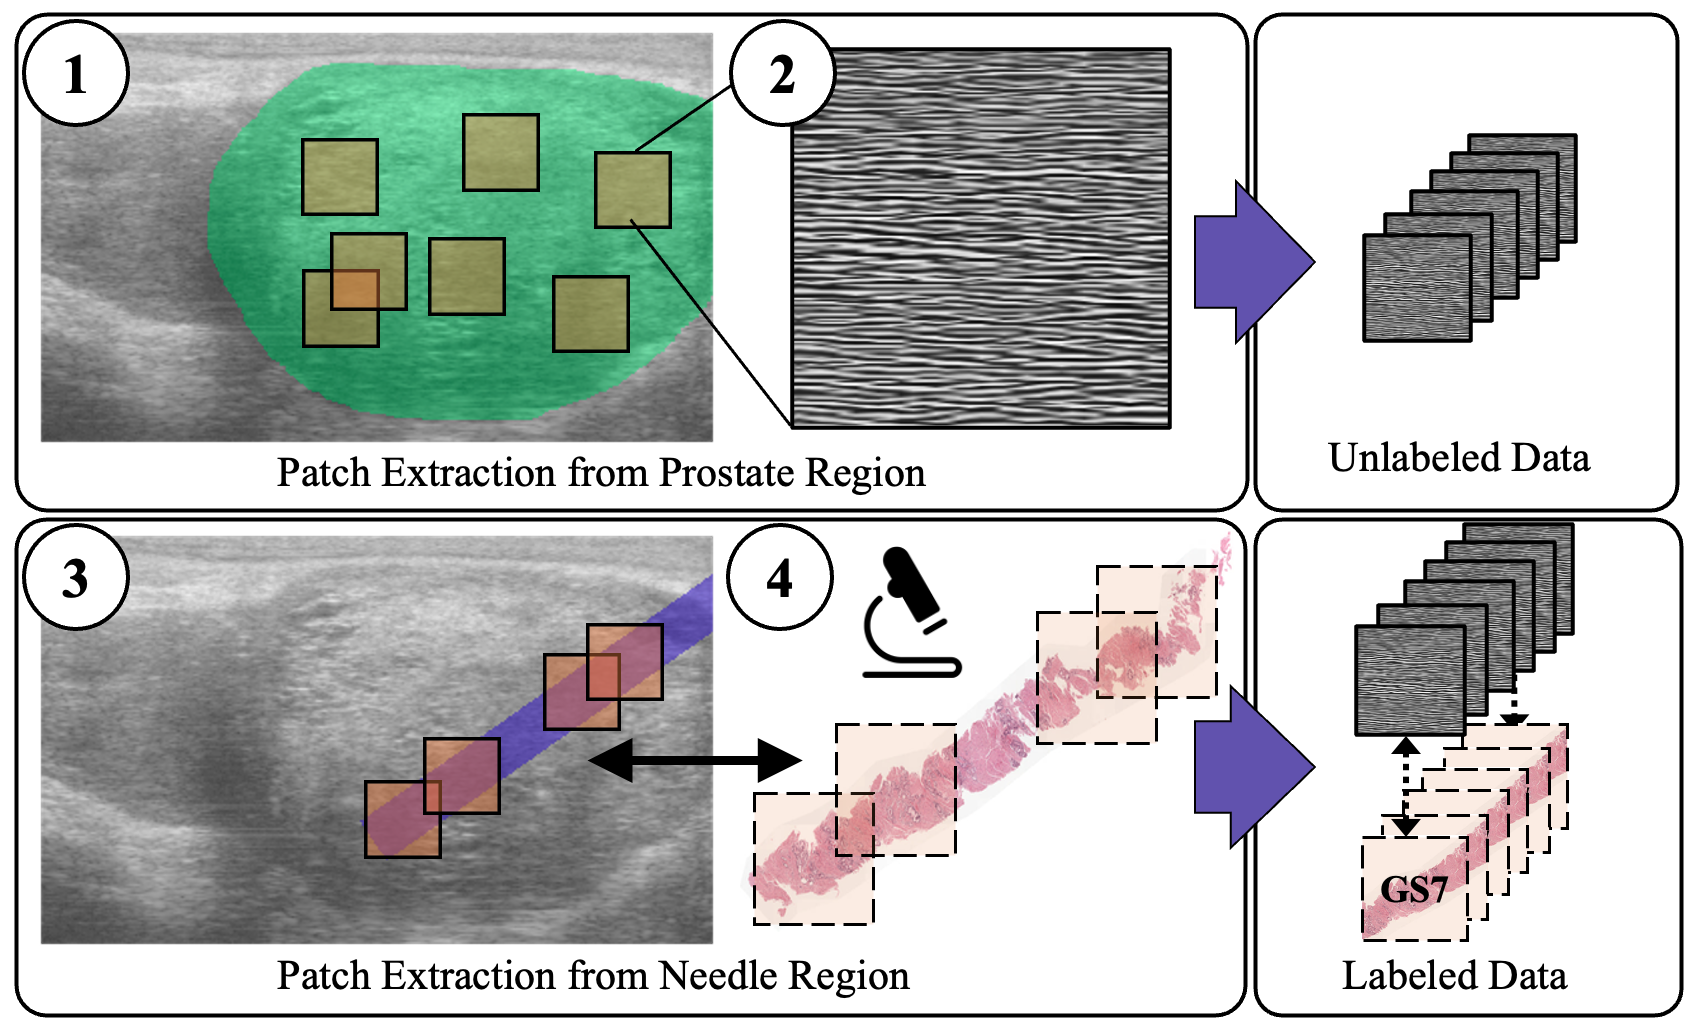 1
2
Patch Extraction from Prostate Region
Unlabeled Data
3
4
Patch Extraction from Needle Region
GS7
Labeled Data